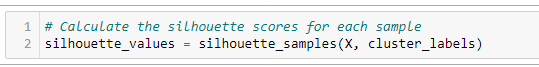 1 # Calculate the silhouette scores for each sample
2 silhouette_values = silhouette_samples(X, cluster_labels)